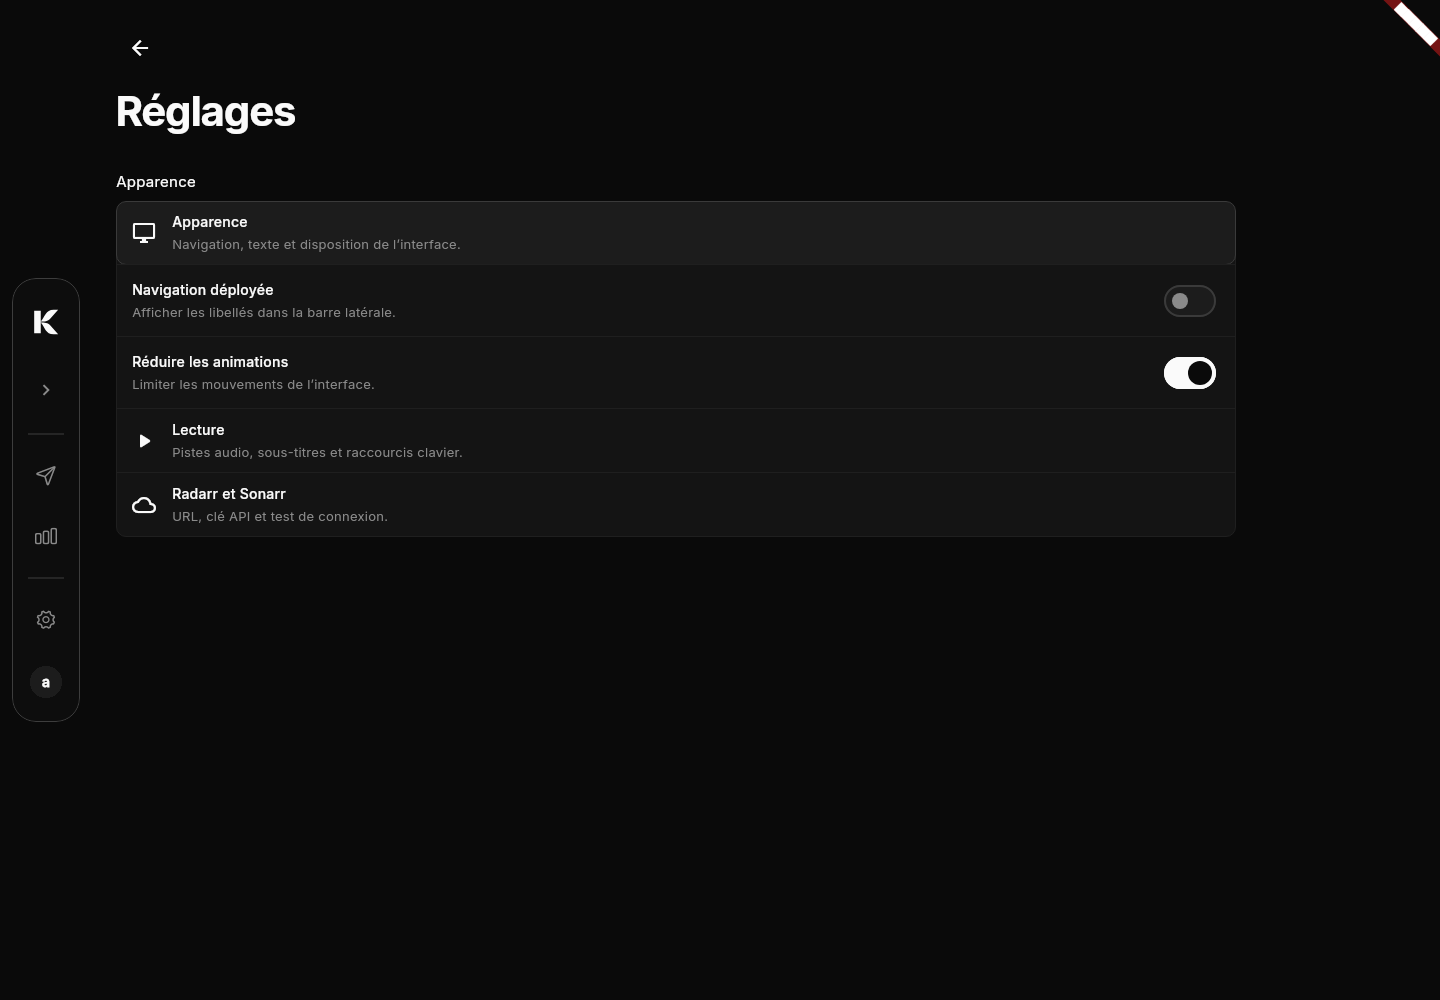 Réglages
Apparence
Apparence
Navigation, texte et disposition de l’interface.
Navigation déployée
Afficher les libellés dans la barre latérale.
Réduire les animations
Limiter les mouvements de l’interface.
Lecture
Pistes audio, sous-titres et raccourcis clavier.
Radarr et Sonarr
URL, clé API et test de connexion.
K
a